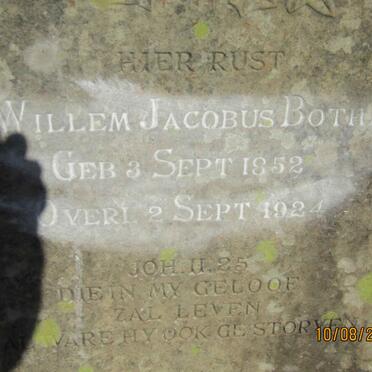 HIER RUST
WILLEM JACOBUS BOTH
GEB 3 SEPT 1852
OVERL 2 SEPT 1924
JOH. 11. 25
DIE IN MY GELOOF
ZAL LEVEN
WARE HY OOK GESTORVEN
10/08/2